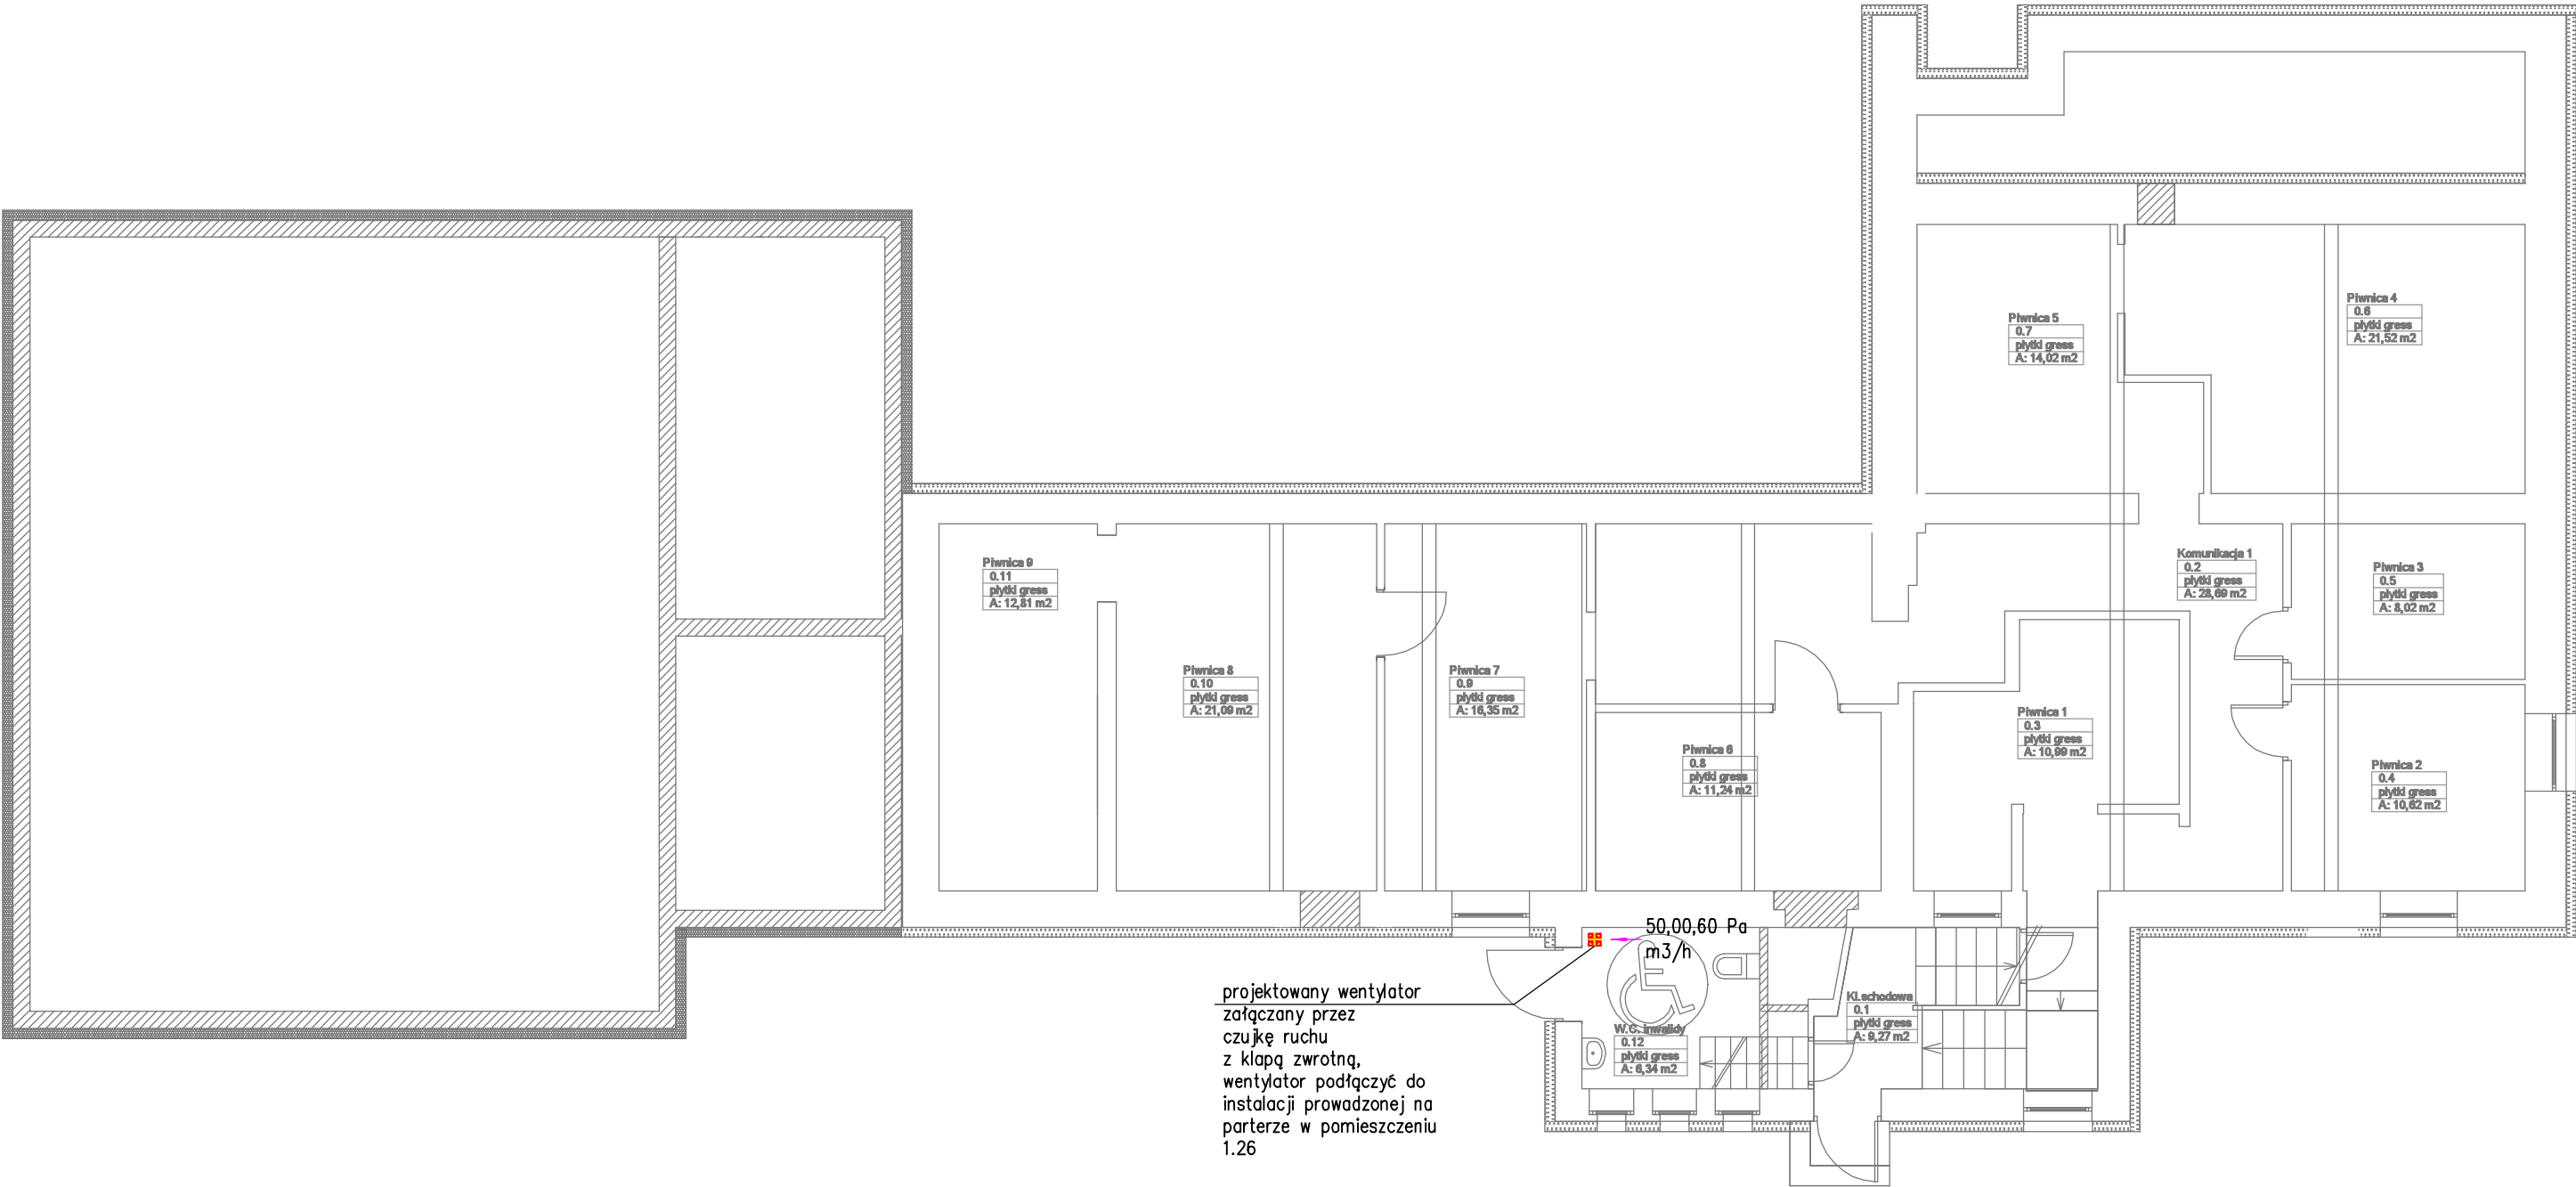 Piwnica 4
0.6
płytki gress
A: 21,52 m2
Piwnica 5
0.7
płytki gress
A: 14,02 m2
Piwnica 9
0.11
płytki gress
A: 12,81 m2
Komunikacja 1
0.2
płytki gress
A: 28,69 m2
Piwnica 3
0.5
płytki gress
A: 8,02 m2
Piwnica 8
0.10
płytki gress
A: 21,09 m2
Piwnica 7
0.9
płytki gress
A: 16,35 m2
Piwnica 1
0.3
płytki gress
A: 10,99 m2
Piwnica 6
0.8
płytki gress
A: 11,24 m2
Piwnica 2
0.4
płytki gress
A: 10,62 m2
50,00,60 Pa
m3/h
projektowany wentylator
załączany przez
czujkę ruchu
z klapą zwrotną,
wentylator podłączyć do
instalacji prowadzonej na
parterze w pomieszczeniu
1.26
W.C. inwalidy
0.12
płytki gress
A: 6,34 m2
Kl.schodowa
0.1
płytki gress
A: 9,27 m2